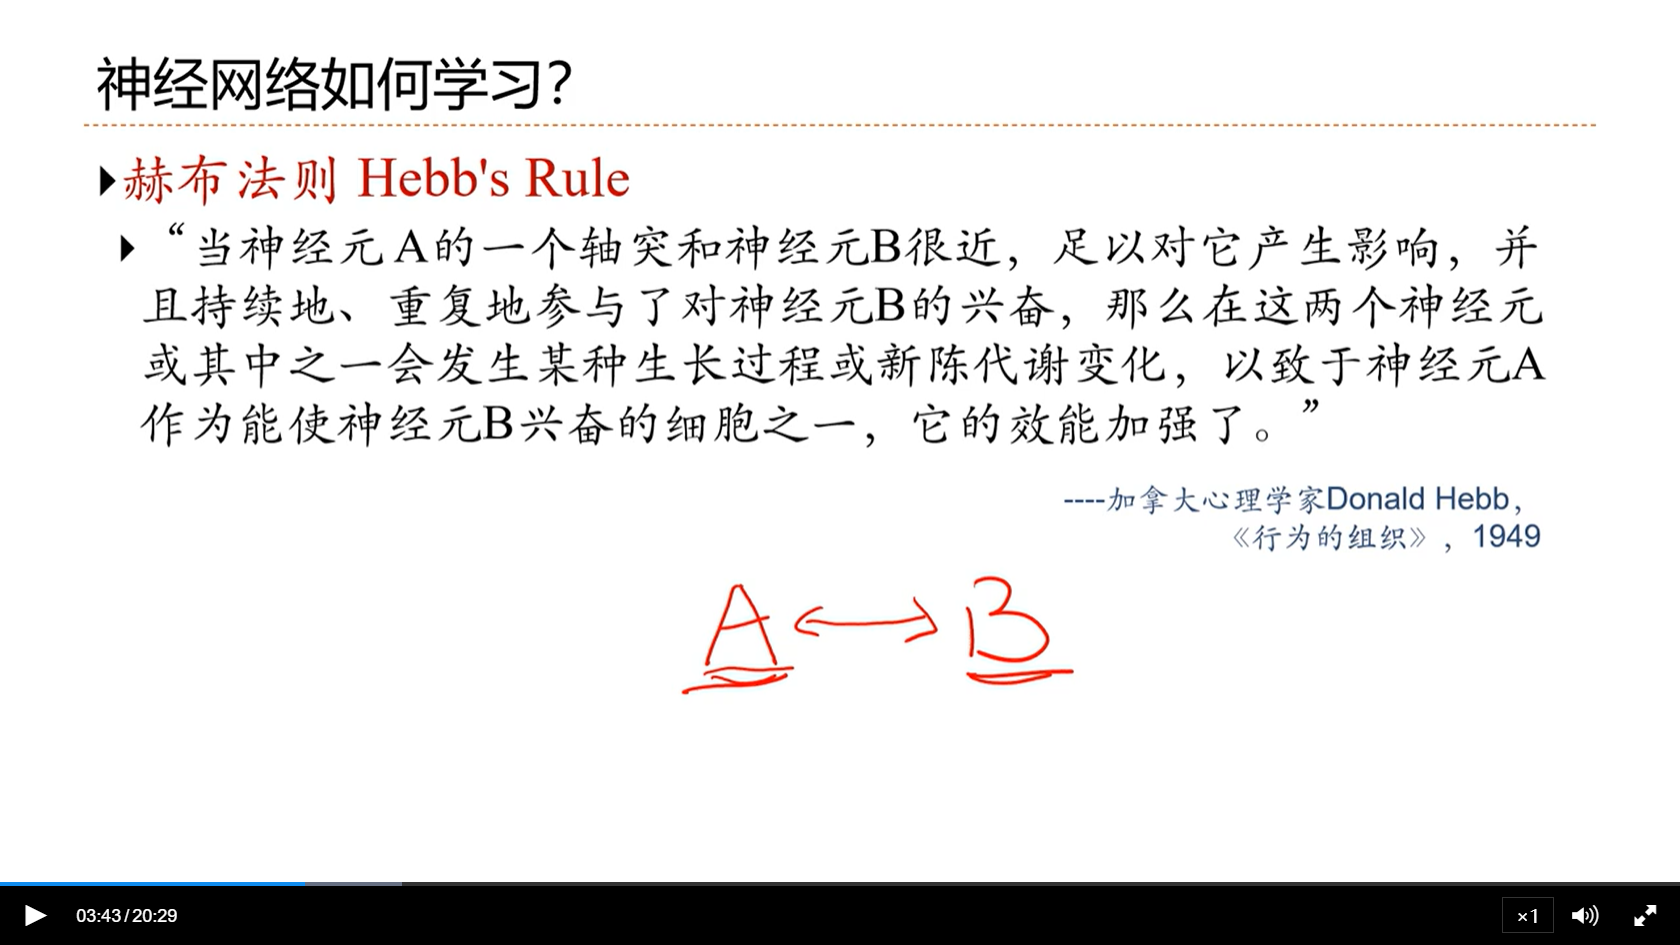 神经网络如何学习？
赫布法则 Hebb's Rule
“当神经元A的一个轴突和神经元B很近，足以对它产生影响，并
且持续地、重复地参与了对神经元B的兴奋，那么在这两个神经元
或其中之一会发生某种生长过程或新陈代谢变化，以致于神经元A
作为能使神经元B兴奋的细胞之一，它的效能加强了。”
----加拿大心理学家Donald Hebb，
《行为的组织》，1949
A ↔ B
03:43/20:29
×1